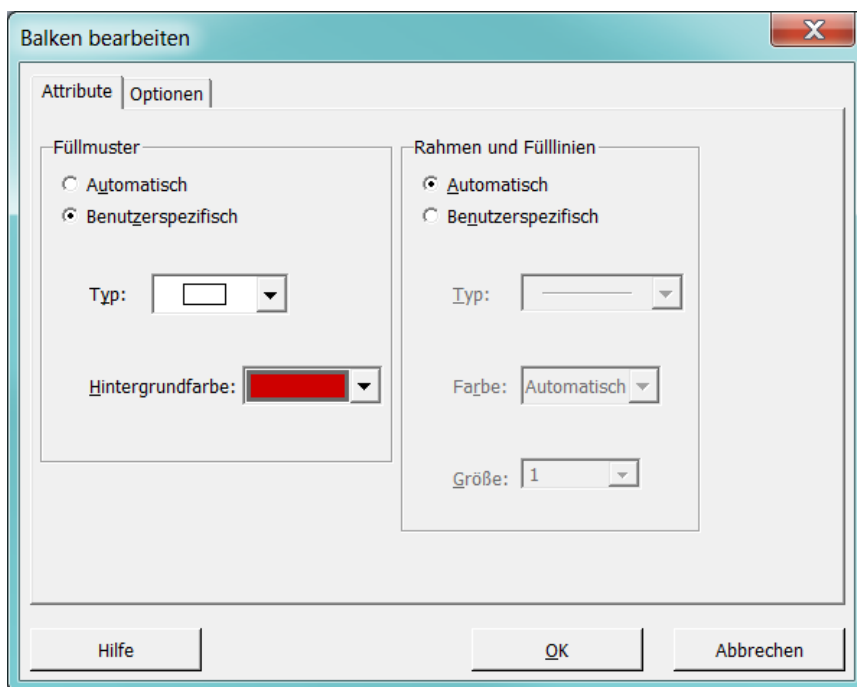 Balken bearbeiten
Attribute
Optionen
Füllmuster
Automatisch
Benutzerspezifisch
Typ:
Hintergrundfarbe:
Rahmen und Fülllinien
Automatisch
Benutzerspezifisch
Typ:
Farbe: Automatisch
Größe: 1
Hilfe
OK
Abbrechen